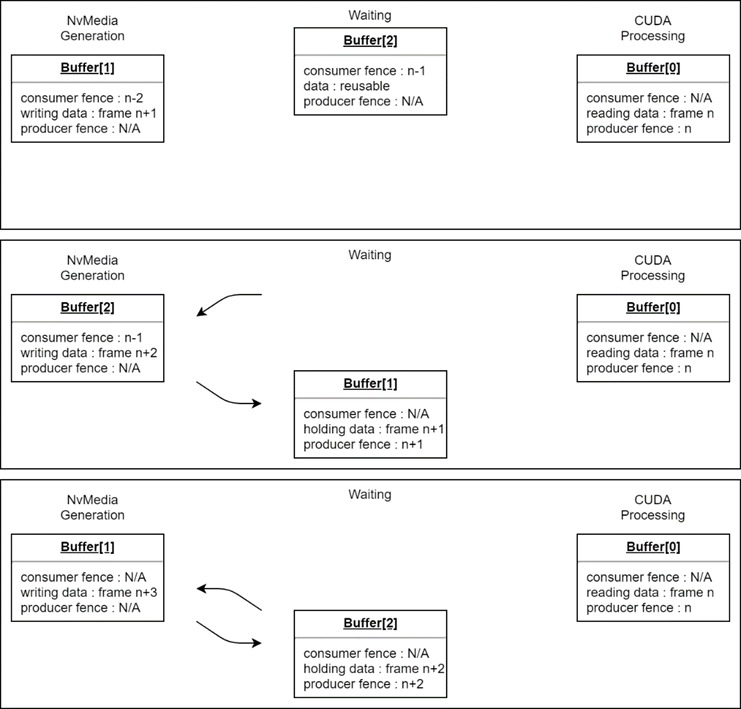 NvMedia
Generation
Waiting
CUDA
Processing
Buffer[1]
consumer fence : n-2
writing data : frame n+1
producer fence : N/A
Buffer[2]
consumer fence : n-1
data : reusable
producer fence : N/A
Buffer[0]
consumer fence : N/A
reading data : frame n
producer fence : n
NvMedia
Generation
Waiting
CUDA
Processing
Buffer[2]
consumer fence : n-1
writing data : frame n+2
producer fence : N/A
Buffer[1]
consumer fence : N/A
holding data : frame n+1
producer fence : n+1
Buffer[0]
consumer fence : N/A
reading data : frame n
producer fence : n
NvMedia
Generation
Waiting
CUDA
Processing
Buffer[1]
consumer fence : N/A
writing data : frame n+3
producer fence : N/A
Buffer[2]
consumer fence : N/A
holding data : frame n+2
producer fence : n+2
Buffer[0]
consumer fence : N/A
reading data : frame n
producer fence : n